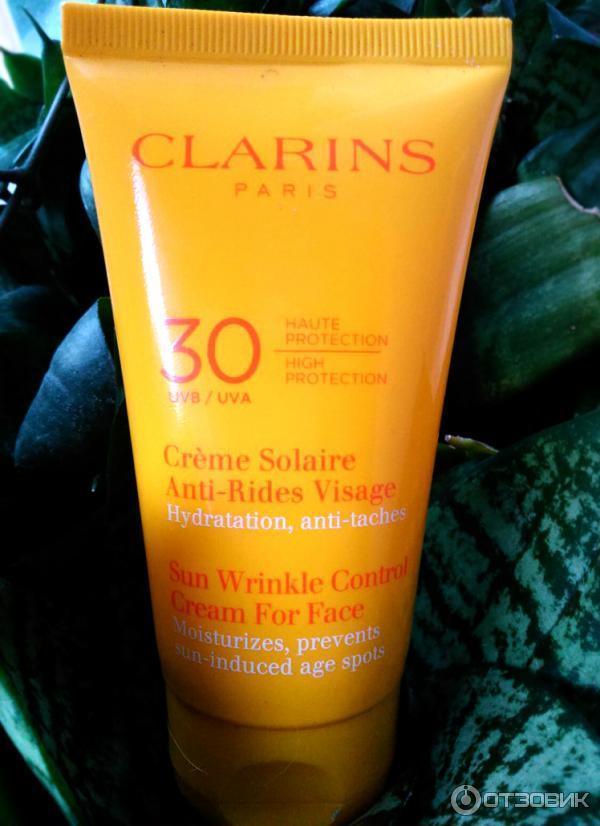 CLARINS
PARIS
30
HAUTE
PROTECTION
HIGH
PROTECTION
UVB / UVA
Crème Solaire
Anti-Rides Visage
Hydratation, anti-taches
Sun Wrinkle Control
Cream For Face
Moisturizes, prevents
sun-induced age spots
ОТЗОВИК